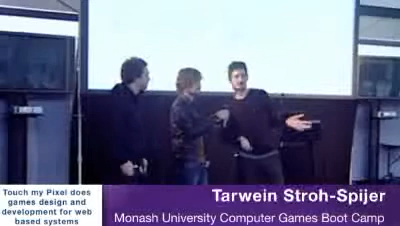 Touch my Pixel does
games design and
development for web
based systems
Tarwein Stroh-Spijer
Monash University Computer Games Boot Camp